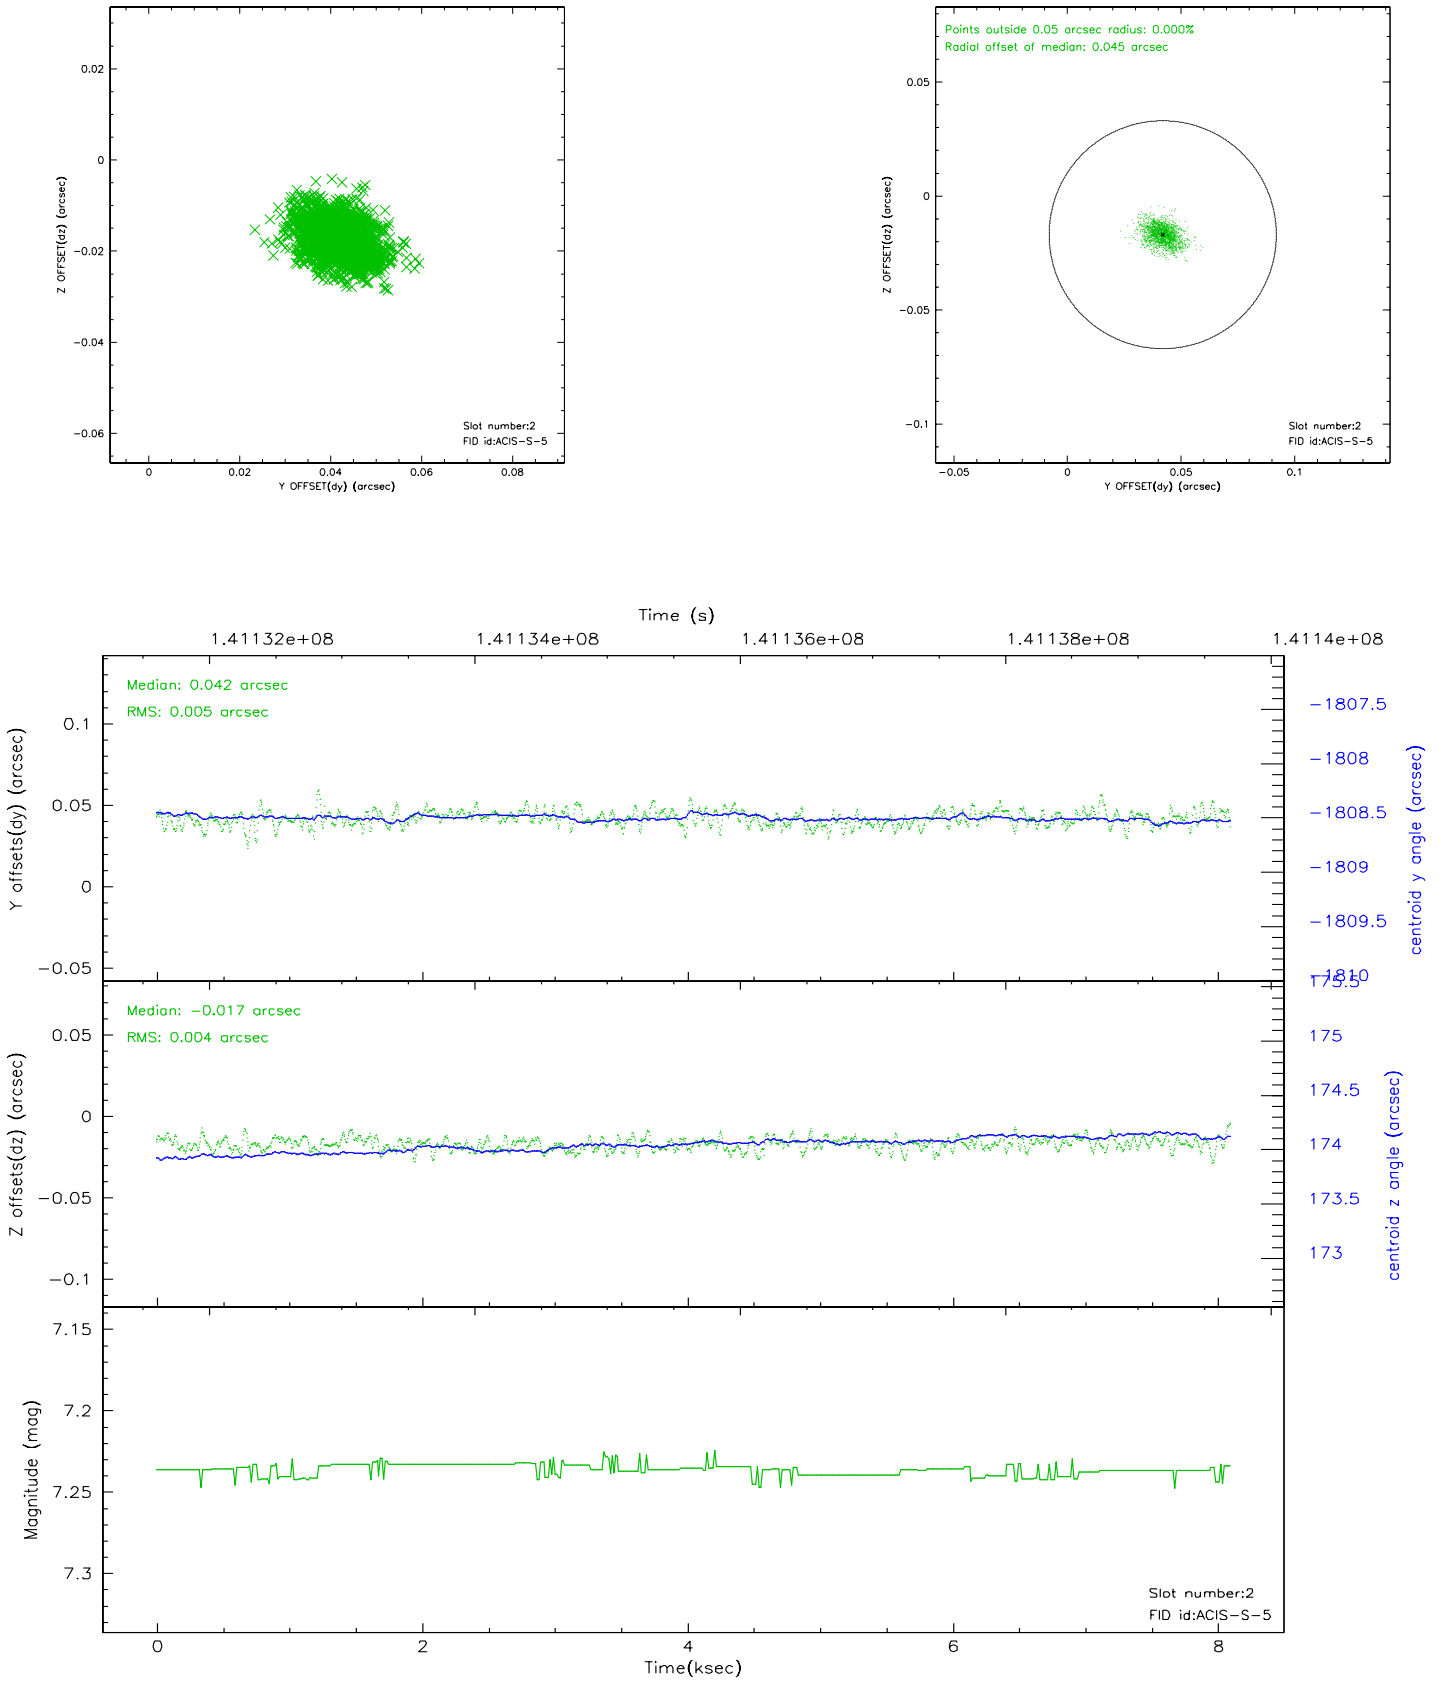 0.02
0
−0.02
−0.04
−0.06
Z OFFSET(dz) (arcsec)
0
0.02
0.04
0.06
0.08
Y OFFSET(dy) (arcsec)
Slot number:2
FID id:ACIS−S−5
Points outside 0.05 arcsec radius: 0.000%
Radial offset of median: 0.045 arcsec
0.05
0
−0.05
−0.1
Z OFFSET(dz) (arcsec)
−0.05
0
0.05
0.1
Y OFFSET(dy) (arcsec)
Slot number:2
FID id:ACIS−S−5
Time (s)
1.41132e+08
1.41134e+08
1.41136e+08
1.41138e+08
1.4114e+08
Median: 0.042 arcsec
RMS: 0.005 arcsec
0.1
0.05
0
−0.05
Y offsets(dy) (arcsec)
−1807.5
−1808
−1808.5
−1809
−1809.5
−1810
centroid y angle (arcsec)
Median: −0.017 arcsec
RMS: 0.004 arcsec
0.05
0
−0.05
−0.1
Z offsets(dz) (arcsec)
175.5
175
174.5
174
173.5
173
centroid z angle (arcsec)
7.15
7.2
7.25
7.3
Magnitude (mag)
Slot number:2
FID id:ACIS−S−5
0
2
4
6
8
Time(ksec)